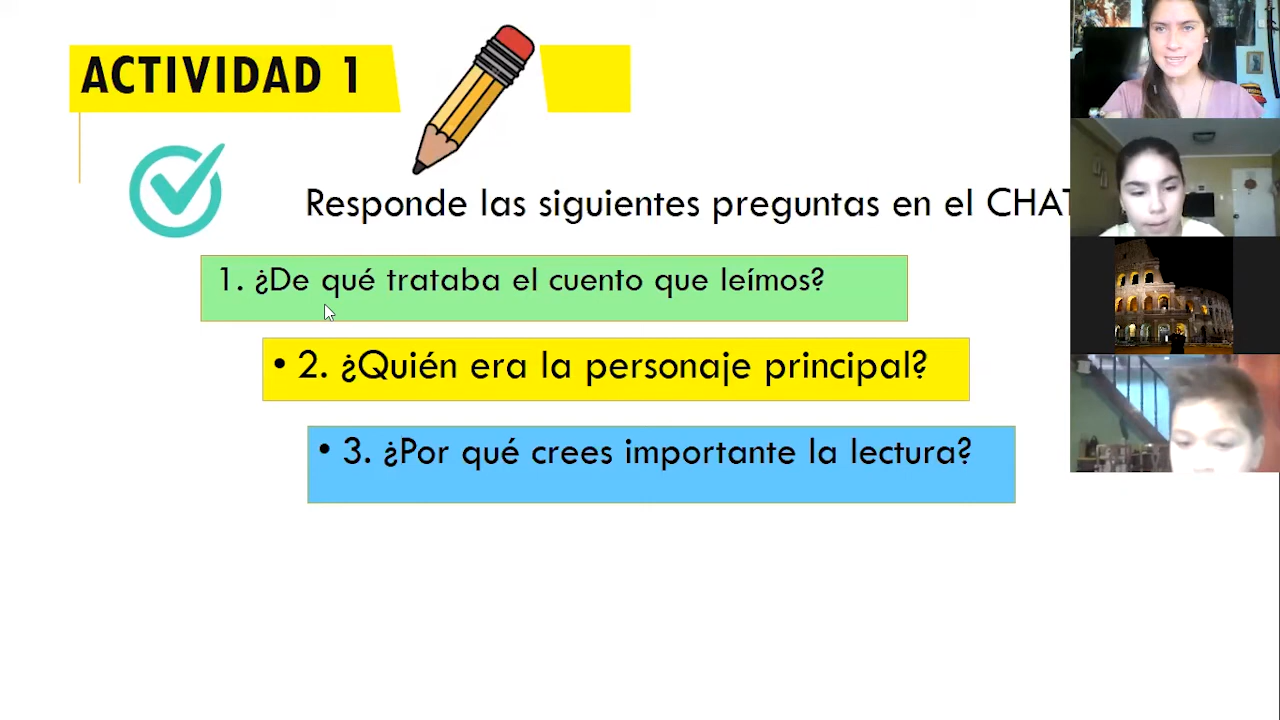 ACTIVIDAD 1
Responde las siguientes preguntas en el CHAT
1. ¿De qué trataba el cuento que leímos?
• 2. ¿Quién era la personaje principal?
• 3. ¿Por qué crees importante la lectura?